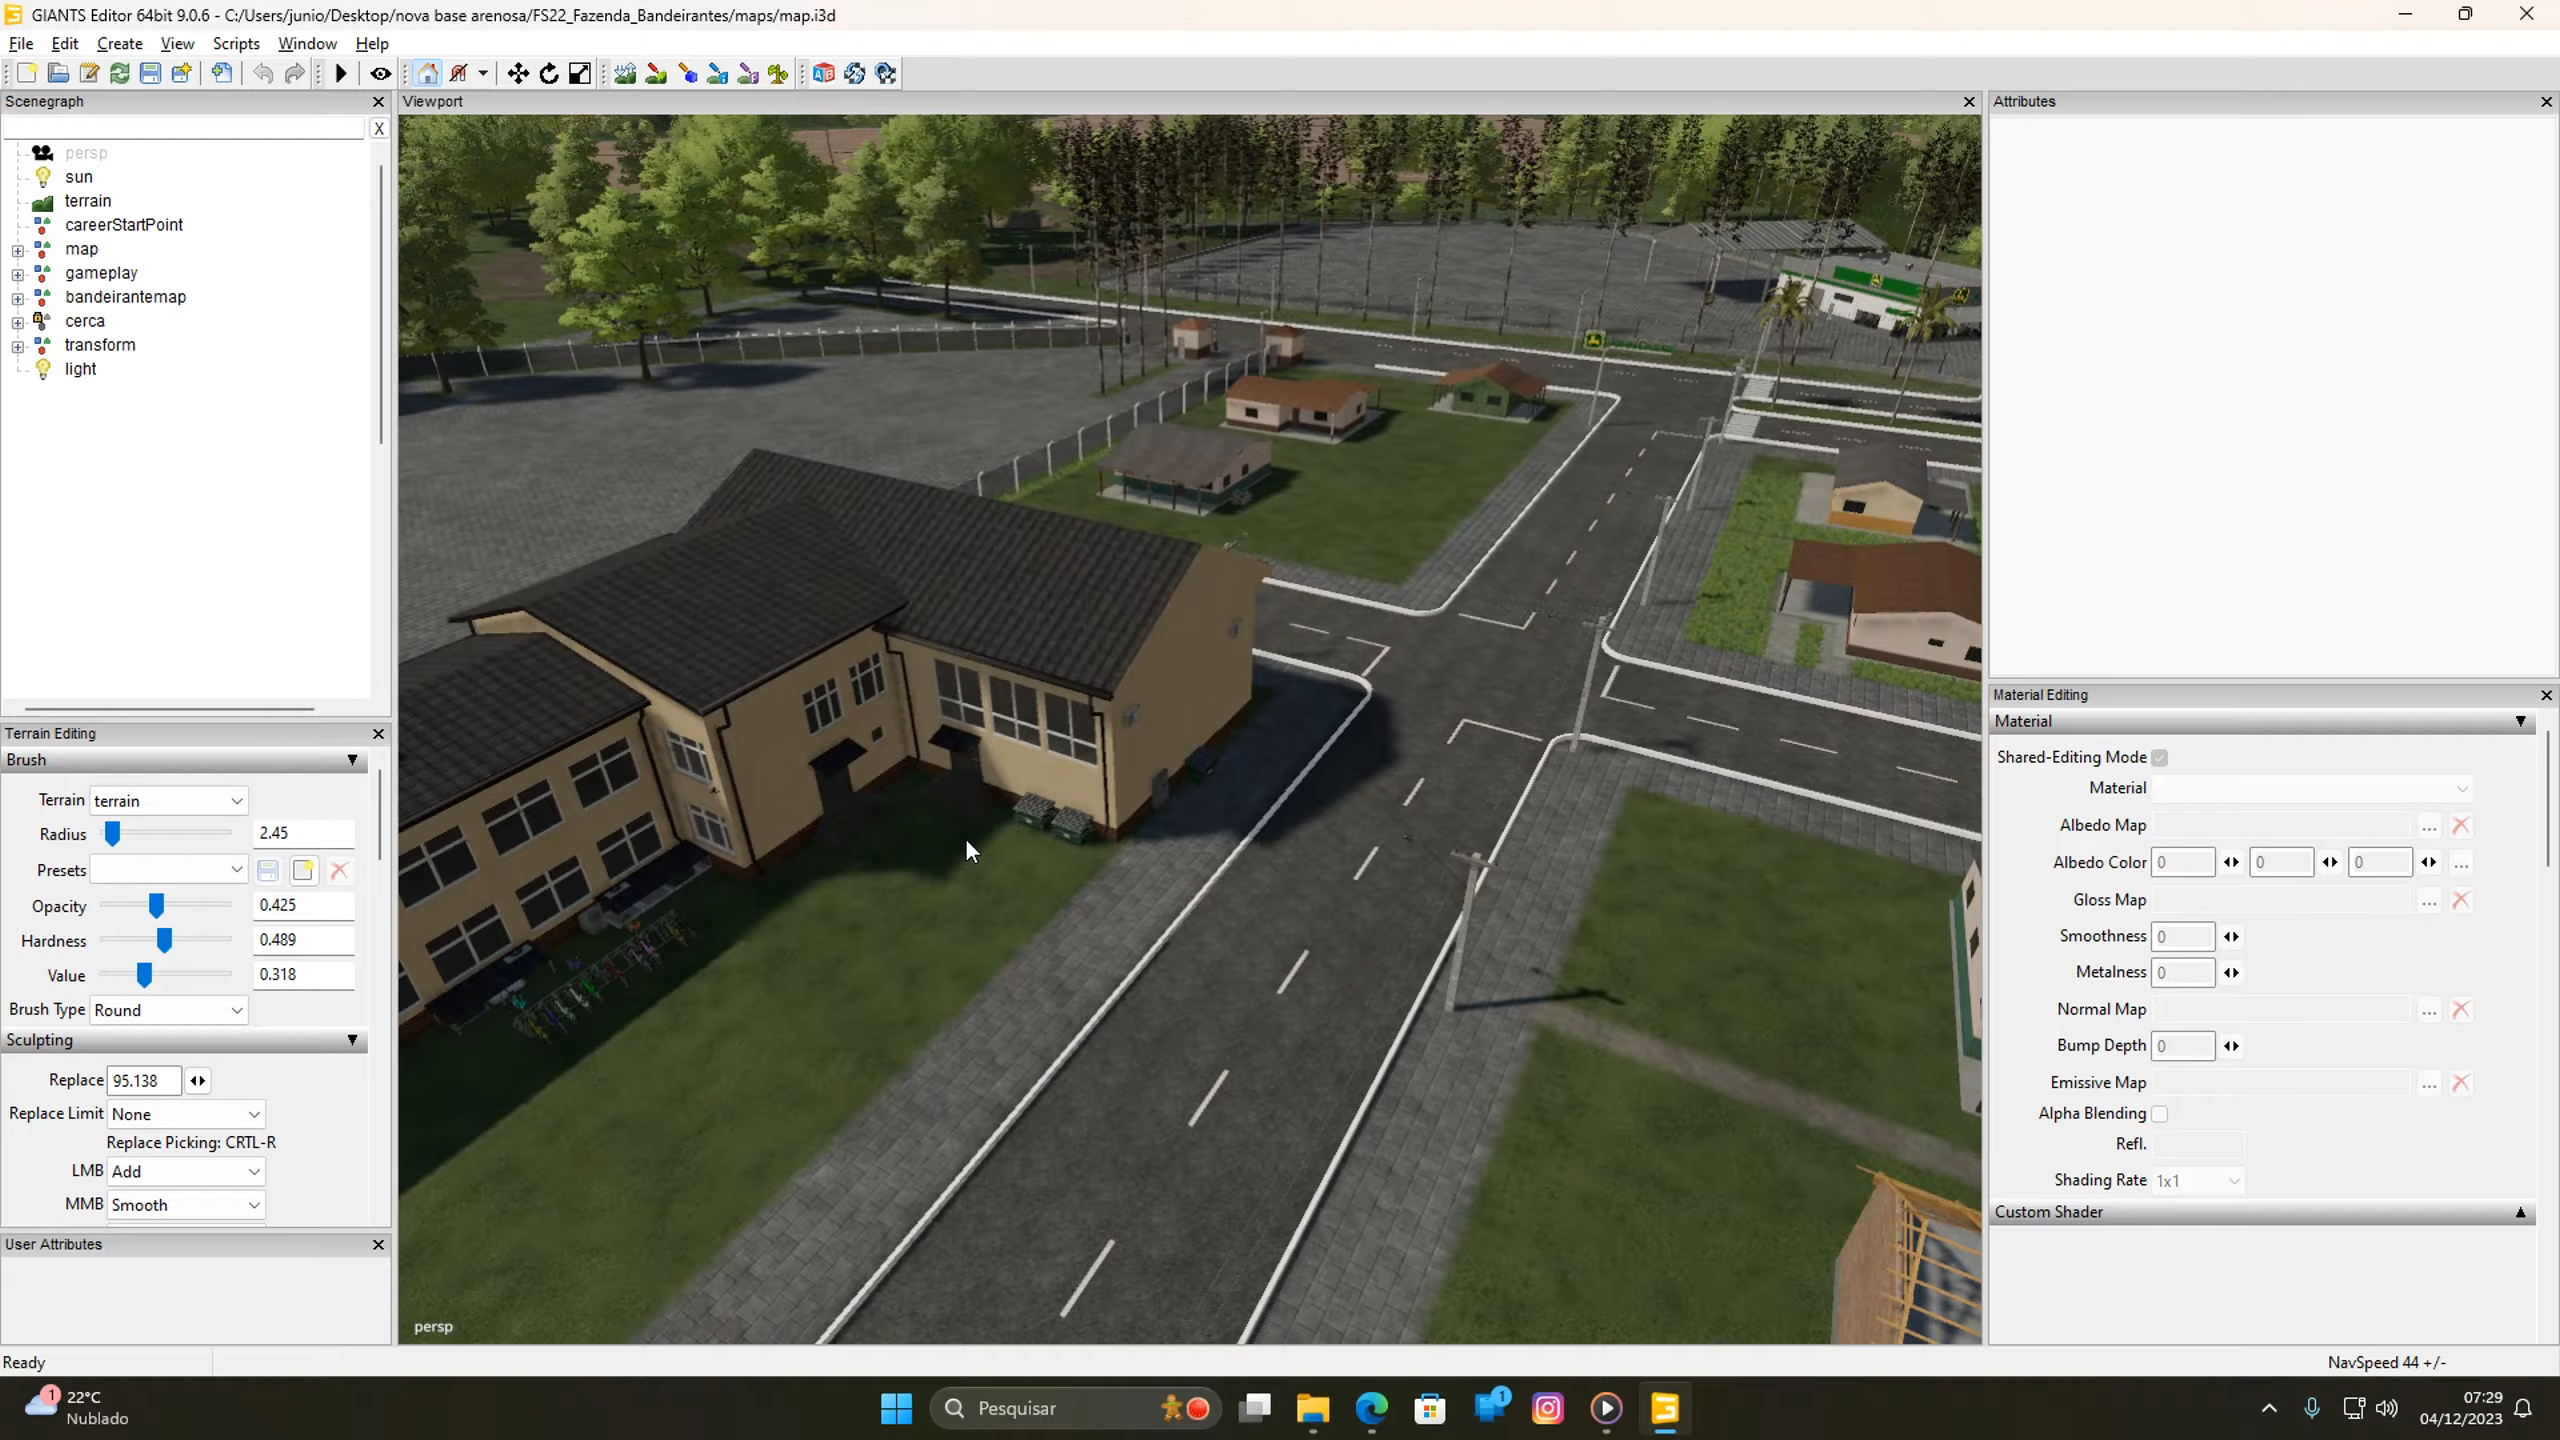 GIANTS Editor 64bit 9.0.6 - C:/Users/junio/Desktop/nova base arenosa/FS22_Fazenda_Bandeirantes/maps/map.i3d
File Edit Create View Scripts Window Help
Scenegraph
X
persp
sun
terrain
careerStartPoint
map
gameplay
bandeirantemap
cerca
transform
light
Terrain Editing
Brush
Terrain terrain
Radius 2.45
Presets
Opacity 0.425
Hardness 0.489
Value 0.318
Brush Type Round
Sculpting
Replace 95.138
Replace Limit None
Replace Picking: CRTL-R
LMB Add
MMB Smooth
User Attributes
Viewport
persp
Attributes
Material Editing
Material
Shared-Editing Mode
Material
Albedo Map ...
Albedo Color 0 0 0 ...
Gloss Map ...
Smoothness 0
Metalness 0
Normal Map ...
Bump Depth 0
Emissive Map ...
Alpha Blending
Refl.
Shading Rate 1x1
Custom Shader
Ready
NavSpeed 44 +/-
1
22°C
Nublado
Pesquisar
1
07:29
04/12/2023